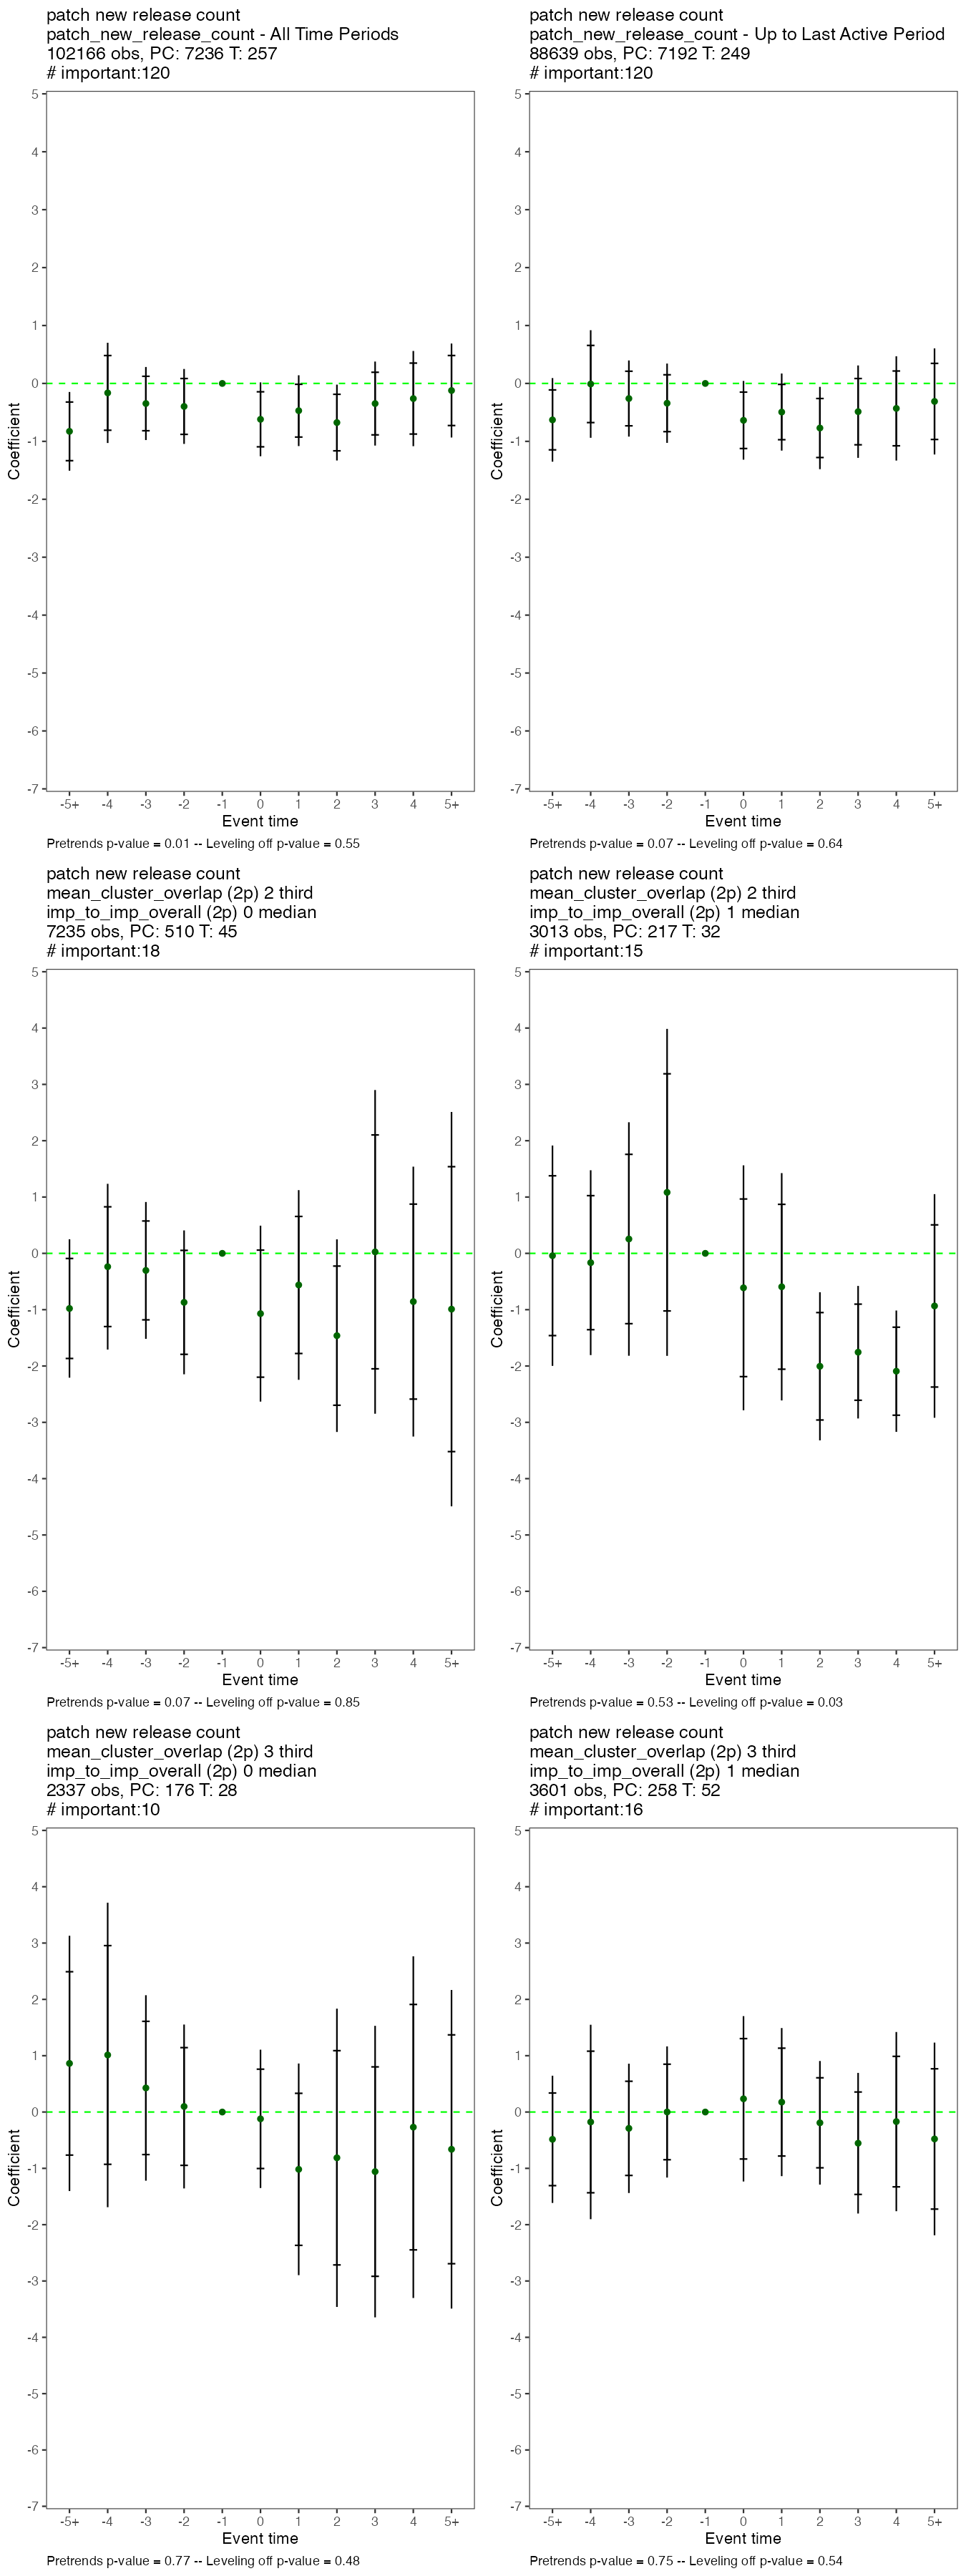 patch new release count
patch_new_release_count - All Time Periods
102166 obs, PC: 7236 T: 257
# important:120
5
4
3
2
1
0
-1
-2
-3
-4
-5
-6
-7
Coefficient
-5+ -4 -3 -2 -1 0 1 2 3 4 5+
Event time
Pretrends p-value = 0.01 -- Leveling off p-value = 0.55
patch new release count
patch_new_release_count - Up to Last Active Period
88639 obs, PC: 7192 T: 249
# important:120
5
4
3
2
1
0
-1
-2
-3
-4
-5
-6
-7
Coefficient
-5+ -4 -3 -2 -1 0 1 2 3 4 5+
Event time
Pretrends p-value = 0.07 -- Leveling off p-value = 0.64
patch new release count
mean_cluster_overlap (2p) 2 third
imp_to_imp_overall (2p) 0 median
7235 obs, PC: 510 T: 45
# important:18
5
4
3
2
1
0
-1
-2
-3
-4
-5
-6
-7
Coefficient
-5+ -4 -3 -2 -1 0 1 2 3 4 5+
Event time
Pretrends p-value = 0.07 -- Leveling off p-value = 0.85
patch new release count
mean_cluster_overlap (2p) 2 third
imp_to_imp_overall (2p) 1 median
3013 obs, PC: 217 T: 32
# important:15
5
4
3
2
1
0
-1
-2
-3
-4
-5
-6
-7
Coefficient
-5+ -4 -3 -2 -1 0 1 2 3 4 5+
Event time
Pretrends p-value = 0.53 -- Leveling off p-value = 0.03
patch new release count
mean_cluster_overlap (2p) 3 third
imp_to_imp_overall (2p) 0 median
2337 obs, PC: 176 T: 28
# important:10
5
4
3
2
1
0
-1
-2
-3
-4
-5
-6
-7
Coefficient
-5+ -4 -3 -2 -1 0 1 2 3 4 5+
Event time
Pretrends p-value = 0.77 -- Leveling off p-value = 0.48
patch new release count
mean_cluster_overlap (2p) 3 third
imp_to_imp_overall (2p) 1 median
3601 obs, PC: 258 T: 52
# important:16
5
4
3
2
1
0
-1
-2
-3
-4
-5
-6
-7
Coefficient
-5+ -4 -3 -2 -1 0 1 2 3 4 5+
Event time
Pretrends p-value = 0.75 -- Leveling off p-value = 0.54